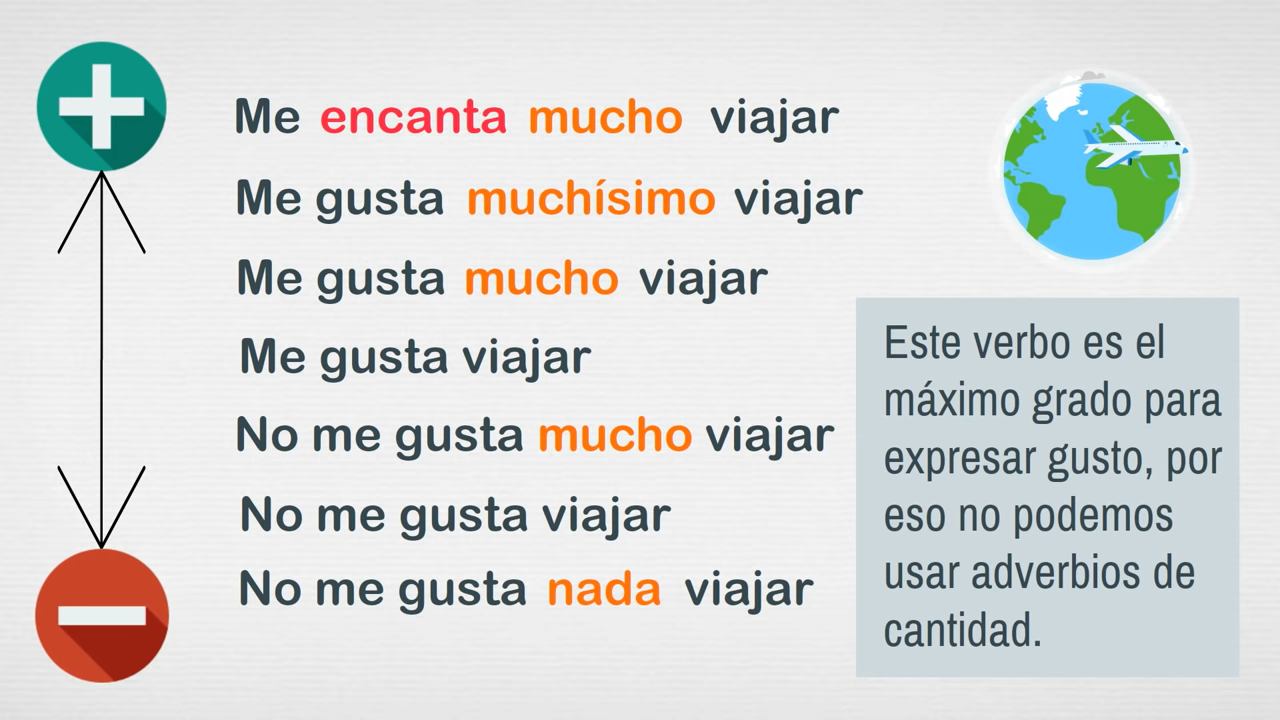 Me encanta mucho viajar
Me gusta muchísimo viajar
Me gusta mucho viajar
Me gusta viajar
No me gusta mucho viajar
No me gusta viajar
No me gusta nada viajar
Este verbo es el
máximo grado para
expresar gusto, por
eso no podemos
usar adverbios de
cantidad.